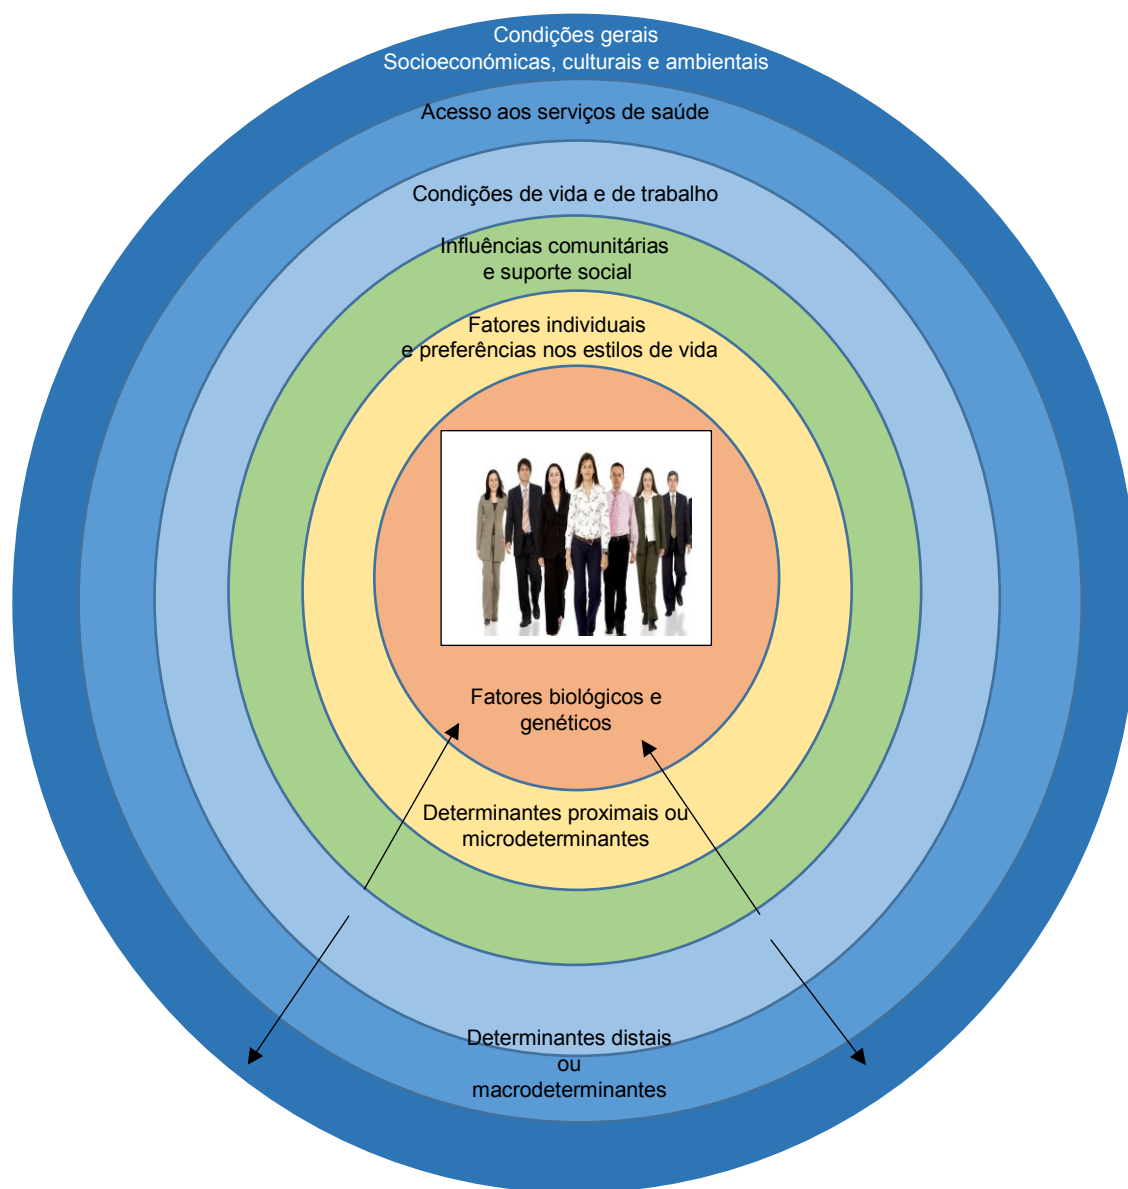 Condições gerais
Socioeconómicas, culturais e ambientais
Acesso aos serviços de saúde
Condições de vida e de trabalho
Influências comunitárias
e suporte social
Fatores individuais
e preferências nos estilos de vida
Fatores biológicos e
genéticos
Determinantes proximais ou
microdeterminantes
Determinantes distais
ou
macrodeterminantes